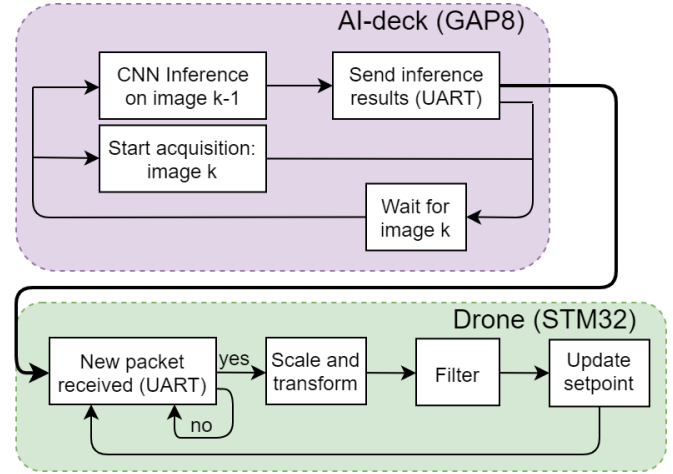 AI-deck (GAP8)
CNN Inference
on image k-1
Send inference
results (UART)
Start acquisition:
image k
Wait for
image k
Drone (STM32)
New packet
received (UART)
yes
no
Scale and
transform
Filter
Update
setpoint